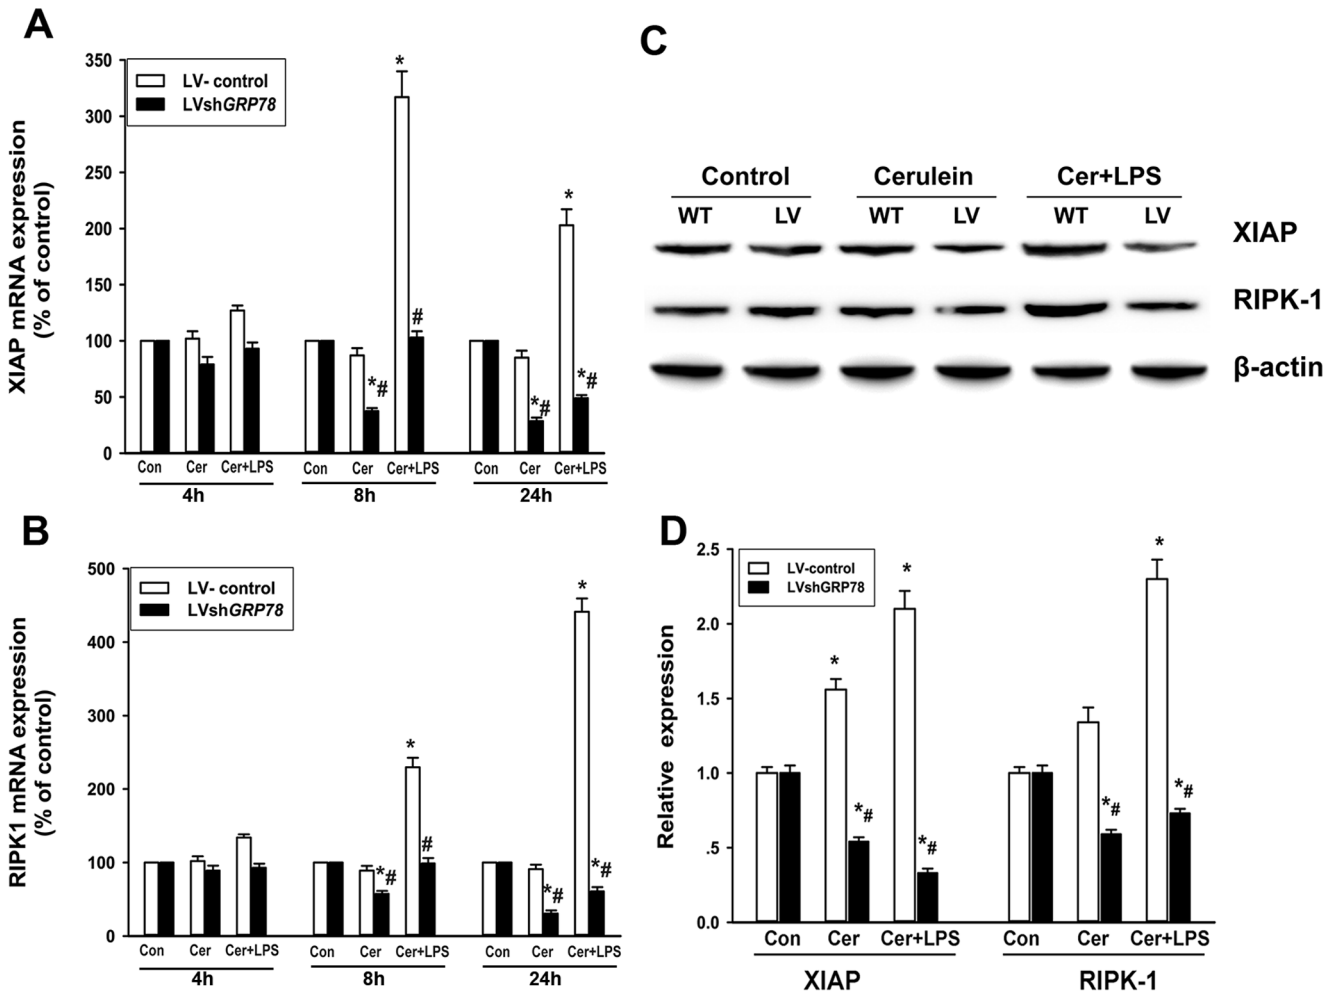 A
XIAP mRNA expression
(% of control)
350
300
250
200
150
100
50
0
LV- control
LVshGRP78
*
*# 
#
*
*#
*#
Con Cer Cer+LPS Con Cer Cer+LPS Con Cer Cer+LPS
4h 8h 24h
B
RIPK1 mRNA expression
(% of control)
500
400
300
200
100
0
LV- control
LVshGRP78
*
*#
#
*
*#
*#
Con Cer Cer+LPS Con Cer Cer+LPS Con Cer Cer+LPS
4h 8h 24h
C
Control Cerulein Cer+LPS
WT LV WT LV WT LV
XIAP
RIPK-1
β-actin
D
Relative expression
2.5
2.0
1.5
1.0
.5
0.0
LV-control
LVshGRP78
*
*#
*
*#
*#
*
*#
Con Cer Cer+LPS Con Cer Cer+LPS
XIAP RIPK-1